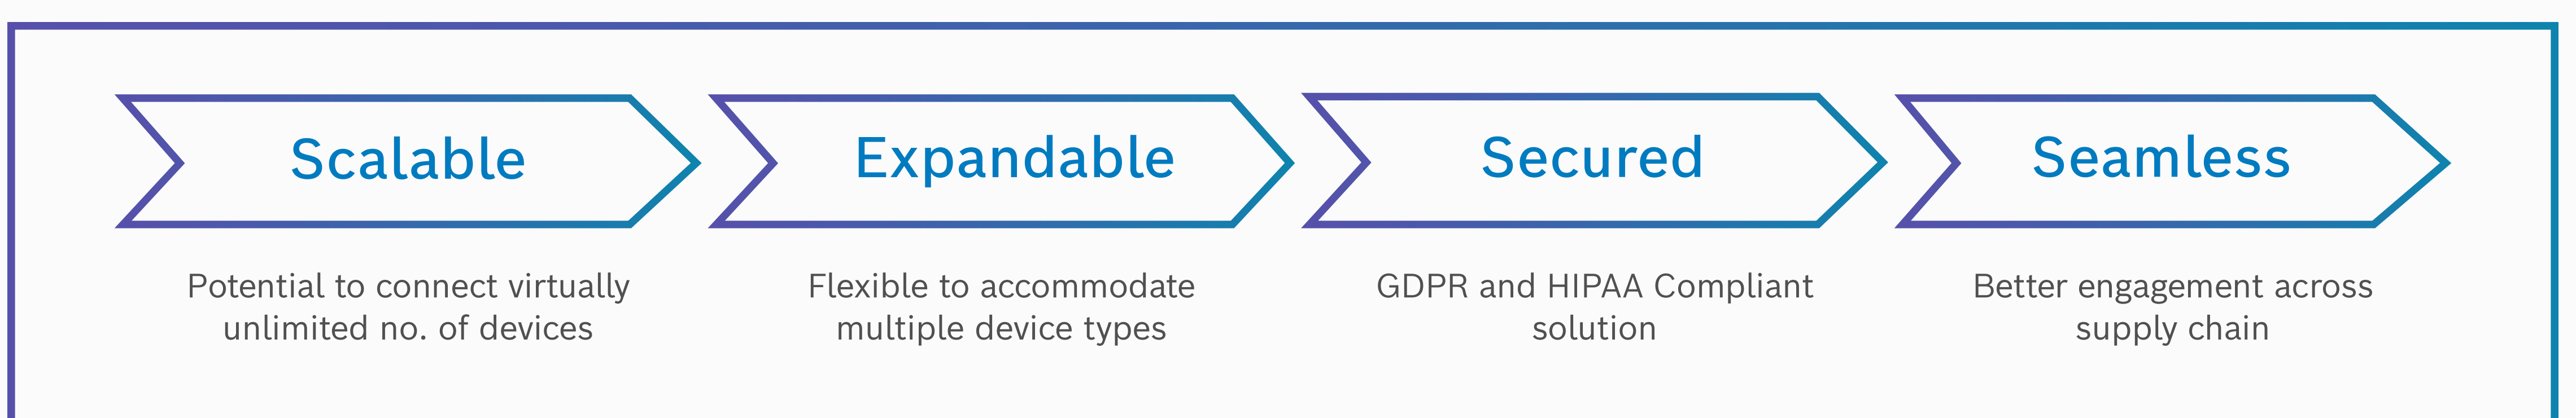 Scalable
Potential to connect virtually
unlimited no. of devices
Expandable
Flexible to accommodate
multiple device types
Secured
GDPR and HIPAA Compliant
solution
Seamless
Better engagement across
supply chain